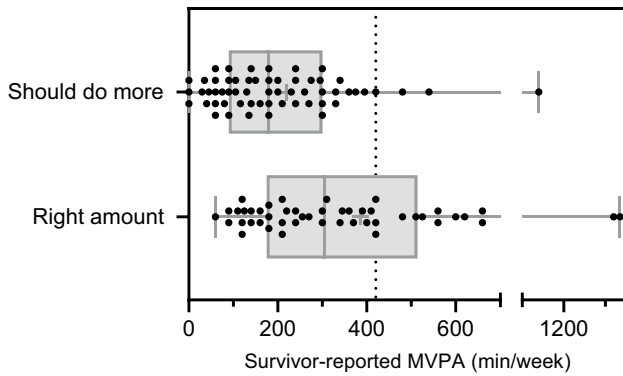 Should do more
Right amount
0 200 400 600 1200
Survivor-reported MVPA (min/week)